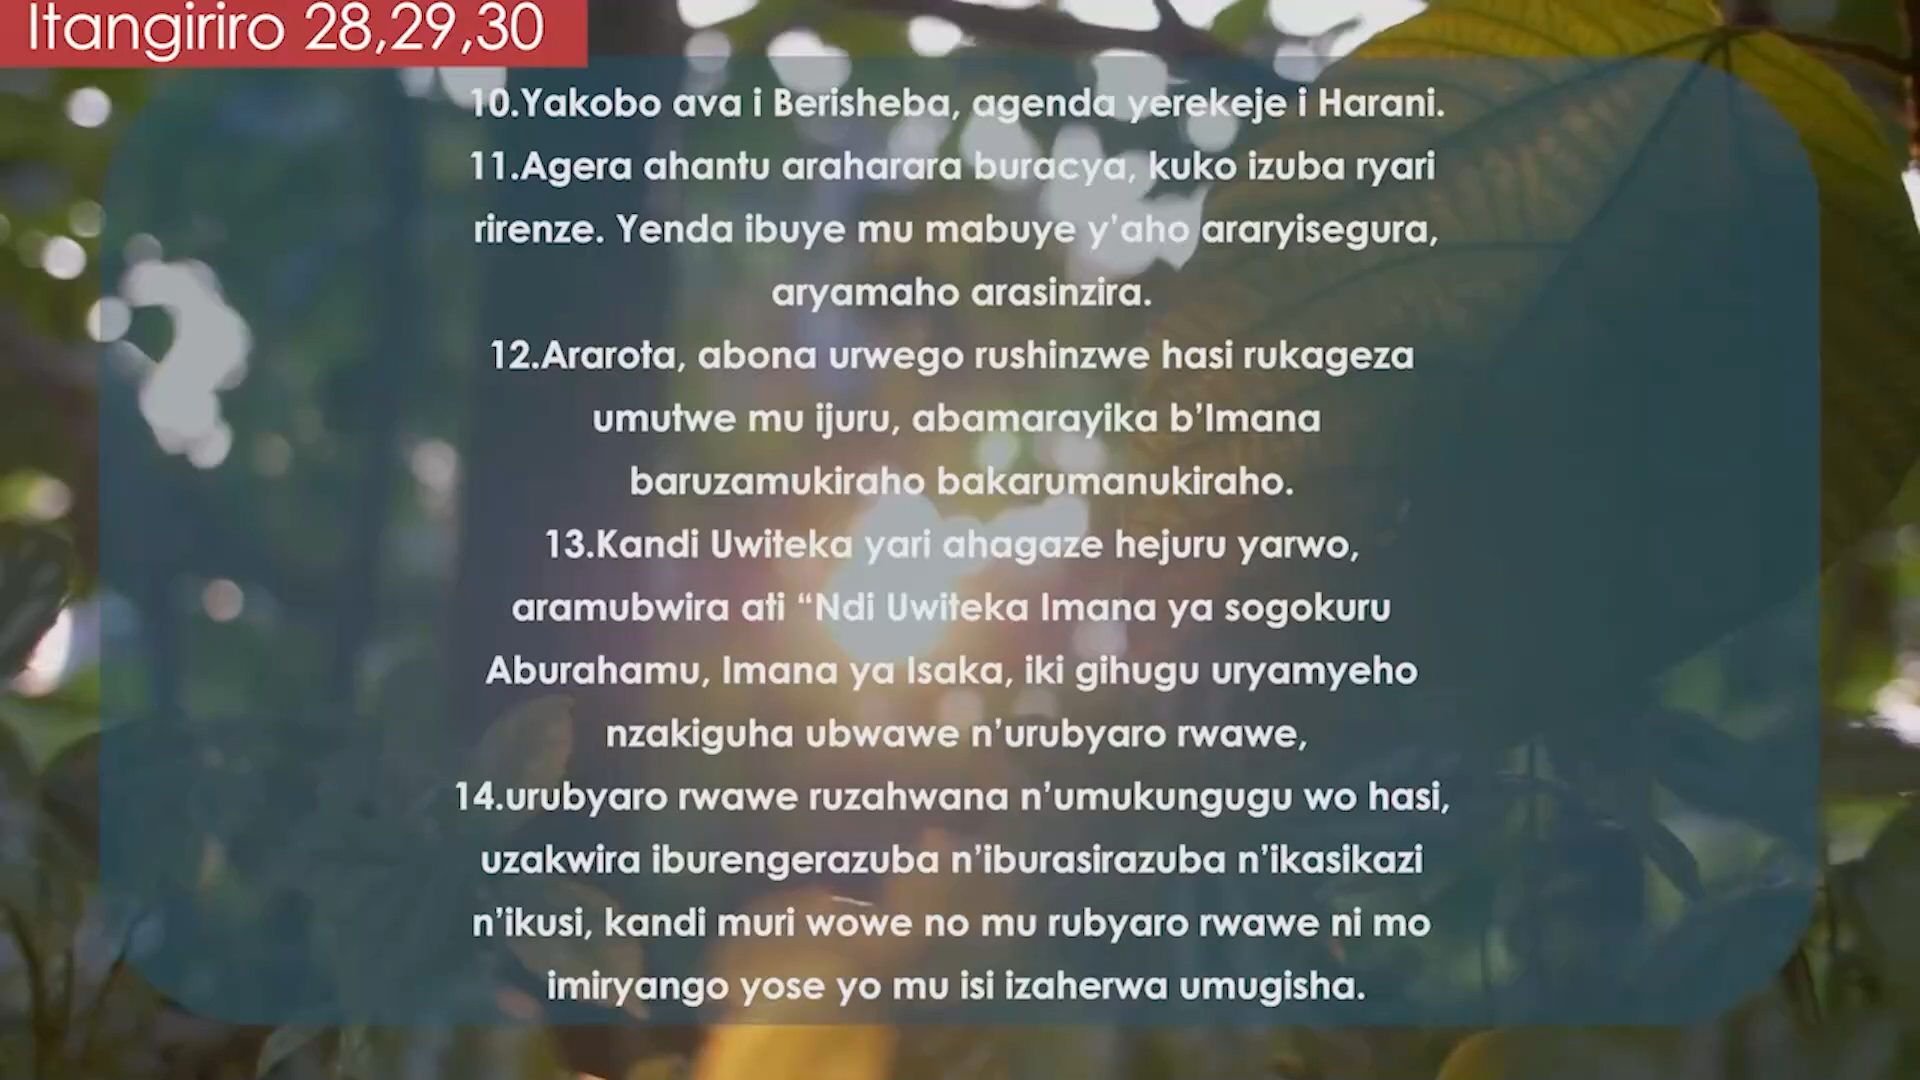 Itangiriro 28,29,30
10.Yakobo ava i Berisheba, agenda yerekeje i Harani.
11.Agera ahantu araharara buracya, kuko izuba ryari
rirenze. Yenda ibuye mu mabuye y’aho araryisegura,
aryamaho arasinzira.
12.Ararota, abona urwego rushinzwe hasi rukageza
umutwe mu ijuru, abamarayika b’Imana
baruzamukiraho bakarumanukiraho.
13.Kandi Uwiteka yari ahagaze hejuru yarwo,
aramubwira ati “Ndi Uwiteka Imana ya sogokuru
Aburahamu, Imana ya Isaka, iki gihugu uryamyeho
nzakiguha ubwawe n’urubyaro rwawe,
14.urubyaro rwawe ruzahwana n’umukungugu wo hasi,
uzakwira iburengerazuba n’iburasirazuba n’ikasikazi
n’ikusi, kandi muri wowe no mu rubyaro rwawe ni mo
imiryango yose yo mu isi izaherwa umugisha.